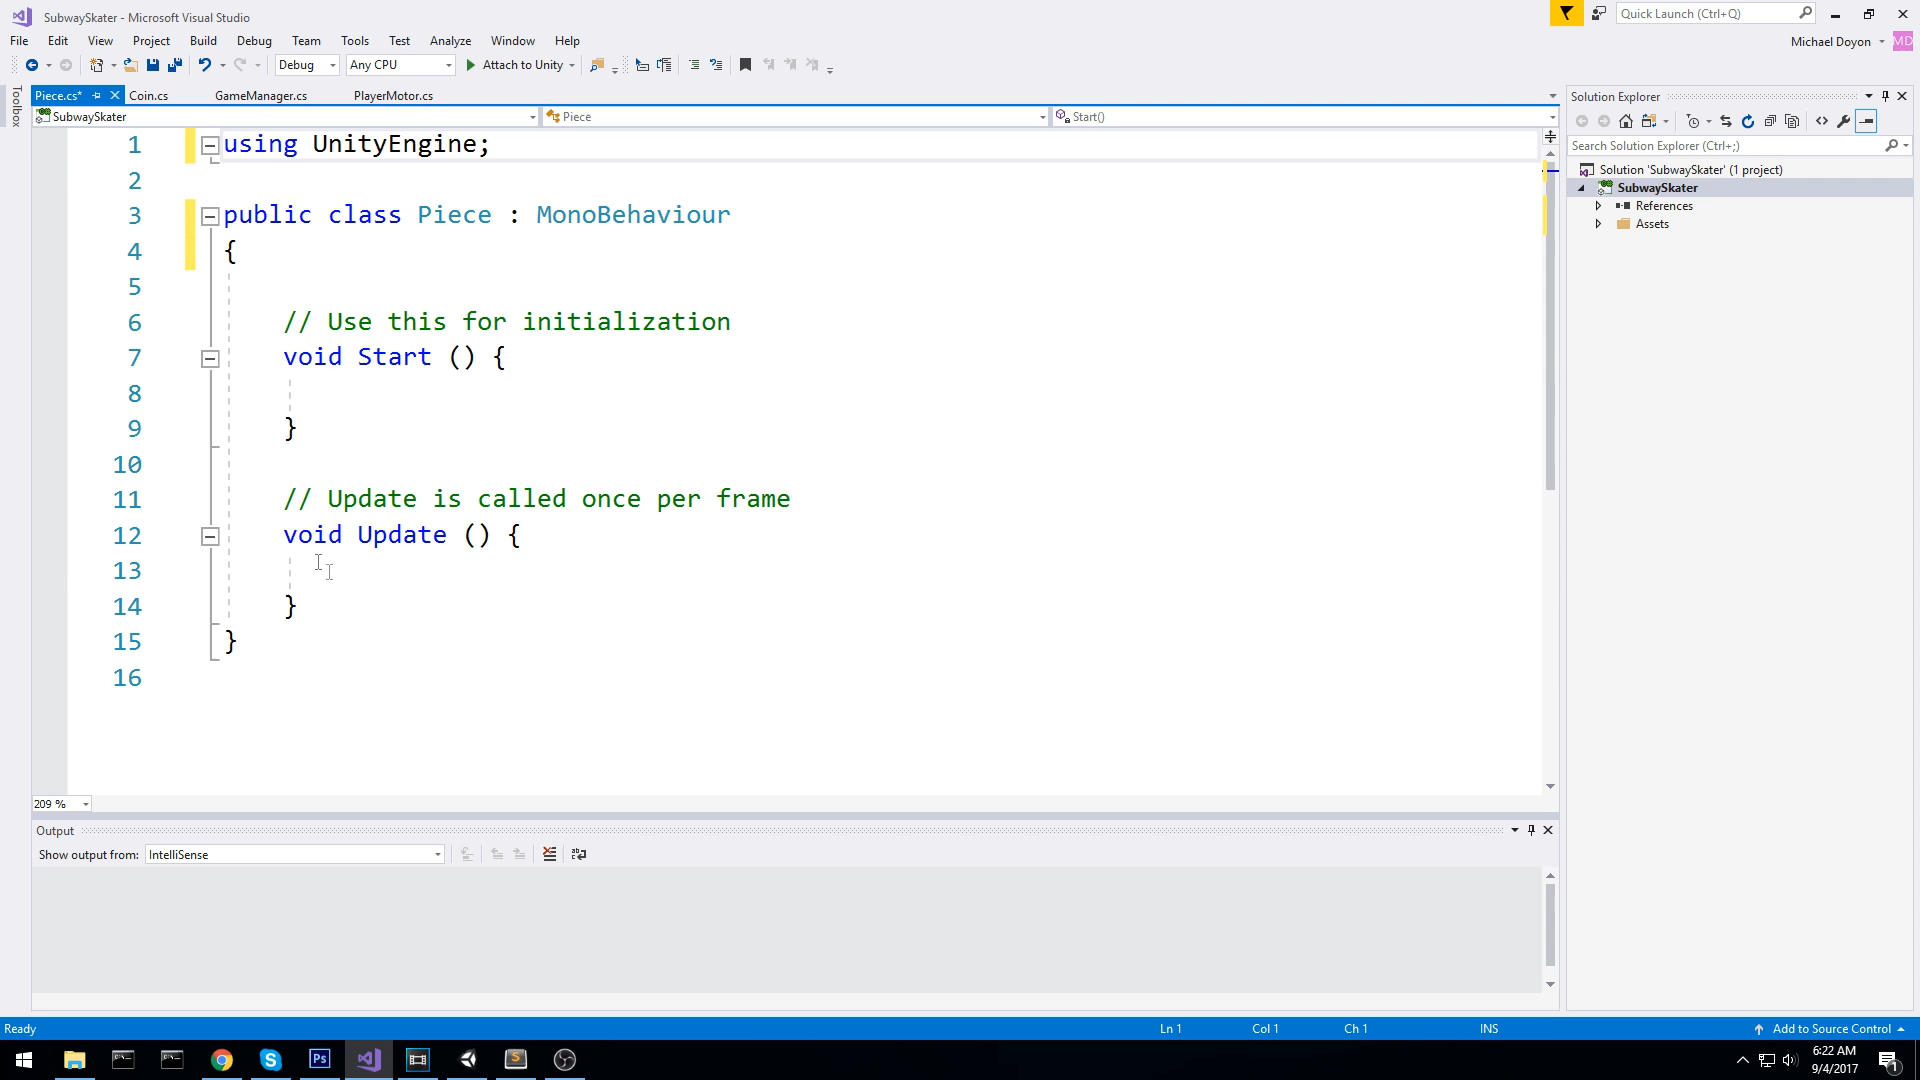 SubwaySkater - Microsoft Visual Studio
Quick Launch (Ctrl+Q)
File Edit View Project Build Debug Team Tools Test Analyze Window Help
Michael Doyon MD
Debug Any CPU Attach to Unity
Toolbox
Piece.cs* Coin.cs GameManager.cs PlayerMotor.cs
SubwaySkater Piece Start()
1 using UnityEngine;
2
3 public class Piece : MonoBehaviour
4 {
5
6 // Use this for initialization
7 void Start () {
8
9 }
10
11 // Update is called once per frame
12 void Update () {
13
14 }
15 }
16
209 %
Output
Show output from: IntelliSense
Solution Explorer
Search Solution Explorer (Ctrl+;)
Solution 'SubwaySkater' (1 project)
SubwaySkater
References
Assets
Ready Ln 1 Col 1 Ch 1 INS Add to Source Control
Ps
S
6:22 AM
9/4/2017
1